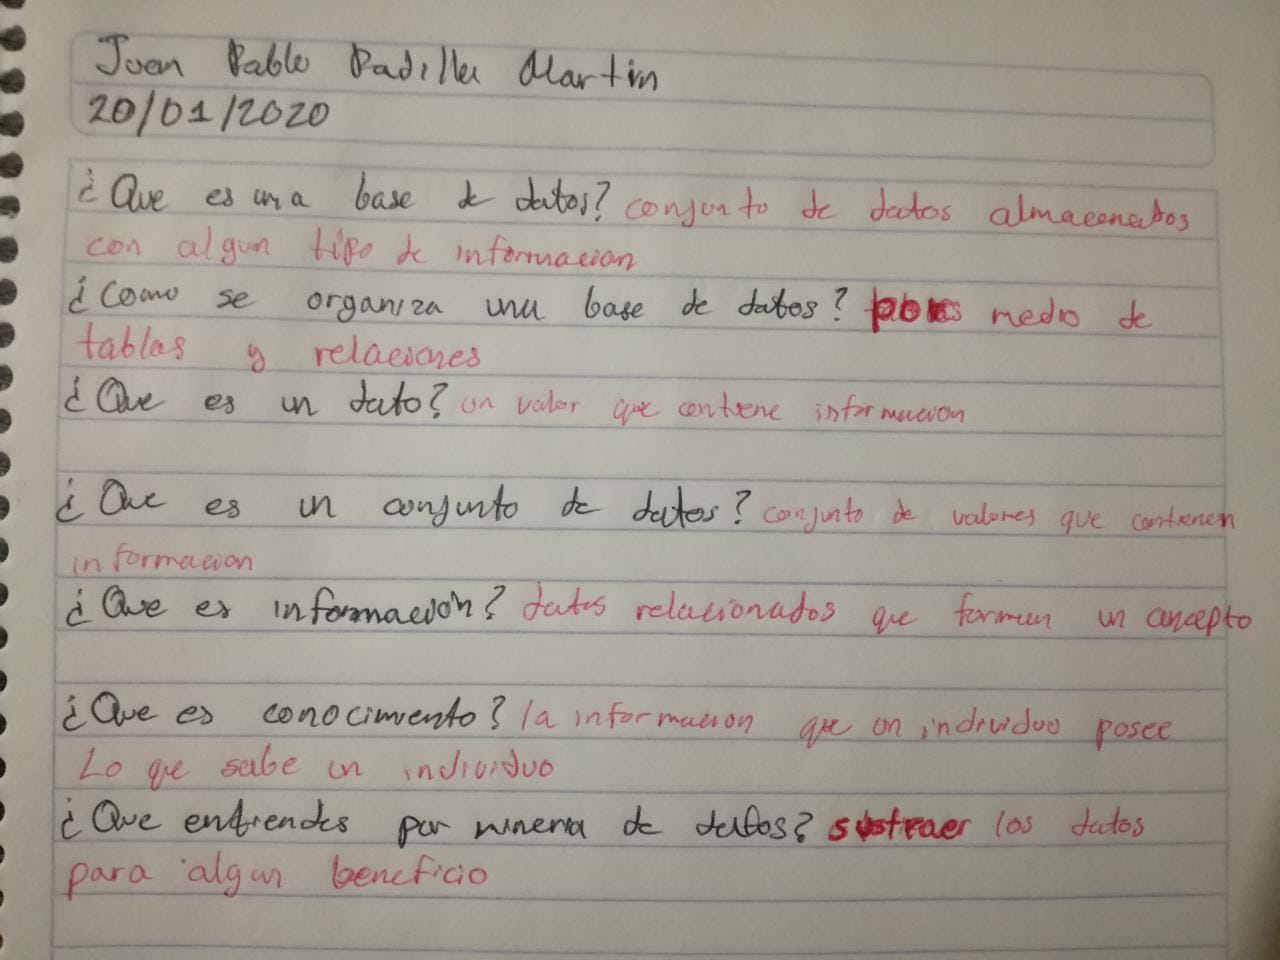 Juan Pablo Padilla Martin
20/01/2020
¿Que es una base de datos? conjunto de datos almacenados
con algun tipo de informacion
¿Como se organiza una base de datos? por medio de
tablas y relaciones
¿Que es un dato? un valor que contiene informacion
¿Que es un conjunto de datos? conjunto de valores que contienen
informacion
¿Que es informacion? datos relacionados que forman un concepto
¿Que es conocimiento? la informacion que un individuo posee
Lo que sabe un individuo
¿Que entiendes por mineria de datos? sustraer los datos
para algun beneficio